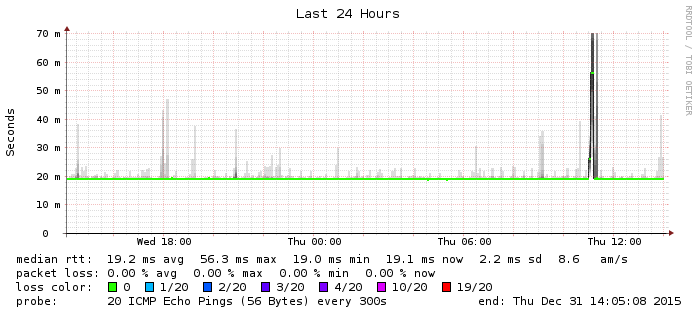 Last 24 Hours
RRDTOOL / TOBI OETIKER
Seconds
70 m
60 m
50 m
40 m
30 m
20 m
10 m
0
Wed 18:00 Thu 00:00 Thu 06:00 Thu 12:00
median rtt: 19.2 ms avg 56.3 ms max 19.0 ms min 19.1 ms now 2.2 ms sd 8.6 am/s
packet loss: 0.00 % avg 0.00 % max 0.00 % min 0.00 % now
loss color: 0 1/20 2/20 3/20 4/20 10/20 19/20
probe: 20 ICMP Echo Pings (56 Bytes) every 300s end: Thu Dec 31 14:05:08 2015